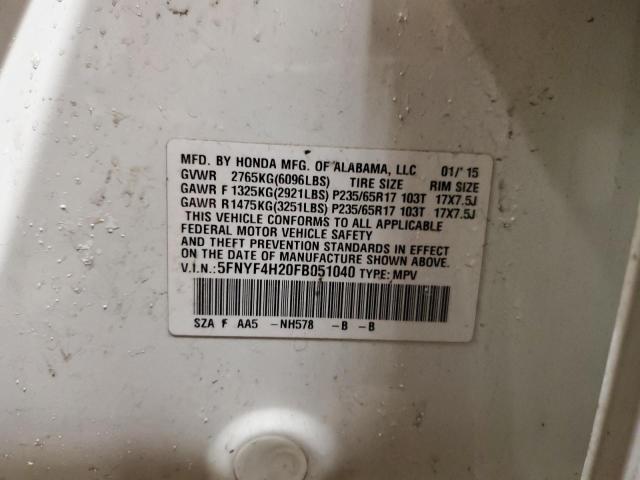 MFD. BY HONDA MFG. OF ALABAMA, LLC 01/'15
GVWR 2765KG(6096LBS) TIRE SIZE RIM SIZE
GAWR F 1325KG(2921LBS) P235/65R17 103T 17X7.5J
GAWR R1475KG(3251LBS) P235/65R17 103T 17X7.5J
THIS VEHICLE CONFORMS TO ALL APPLICABLE
FEDERAL MOTOR VEHICLE SAFETY
AND THEFT PREVENTION STANDARDS IN EFFECT
ON THE DATE OF MANUFACTURE SHOWN ABOVE.
V.I.N.: 5FNYF4H20FB051040 TYPE: MPV
SZA F AA5 -NH578 -B -B